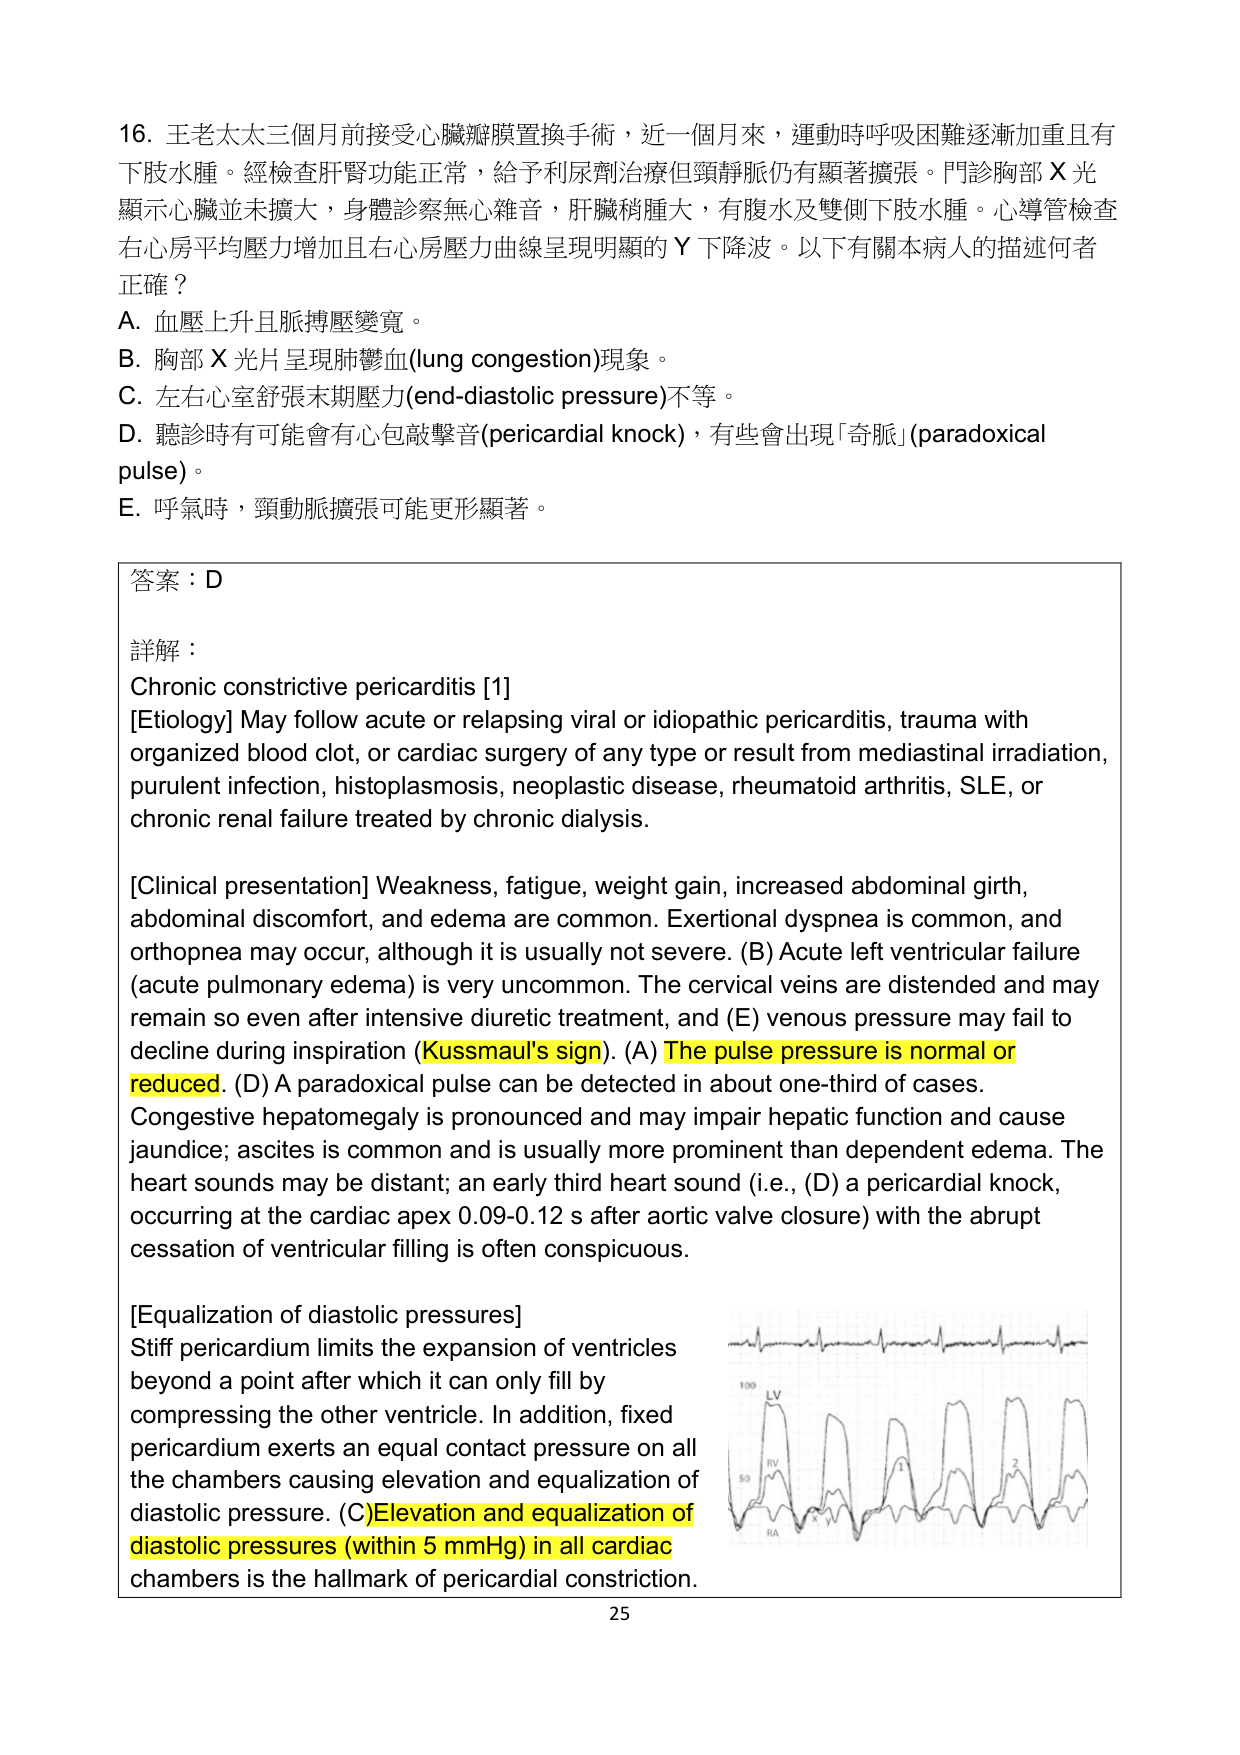 16. 王老太太三個月前接受心臟瓣膜置換手術，近一個月來，運動時呼吸困難逐漸加重且有
下肢水腫。經檢查肝腎功能正常，給予利尿劑治療但頸靜脈仍有顯著擴張。門診胸部 X 光
顯示心臟並未擴大，身體診察無心雜音，肝臟稍腫大，有腹水及雙側下肢水腫。心導管檢查
右心房平均壓力增加且右心房壓力曲線呈現明顯的 Y 下降波。以下有關本病人的描述何者
正確？
A. 血壓上升且脈搏壓變寬。
B. 胸部 X 光片呈現肺鬱血(lung congestion)現象。
C. 左右心室舒張末期壓力(end-diastolic pressure)不等。
D. 聽診時有可能會有心包敲擊音(pericardial knock)，有些會出現「奇脈」(paradoxical
pulse)。
E. 呼氣時，頸動脈擴張可能更形顯著。
答案：D
詳解：
Chronic constrictive pericarditis [1]
[Etiology] May follow acute or relapsing viral or idiopathic pericarditis, trauma with
organized blood clot, or cardiac surgery of any type or result from mediastinal irradiation,
purulent infection, histoplasmosis, neoplastic disease, rheumatoid arthritis, SLE, or
chronic renal failure treated by chronic dialysis.
[Clinical presentation] Weakness, fatigue, weight gain, increased abdominal girth,
abdominal discomfort, and edema are common. Exertional dyspnea is common, and
orthopnea may occur, although it is usually not severe. (B) Acute left ventricular failure
(acute pulmonary edema) is very uncommon. The cervical veins are distended and may
remain so even after intensive diuretic treatment, and (E) venous pressure may fail to
decline during inspiration (Kussmaul's sign). (A) The pulse pressure is normal or
reduced. (D) A paradoxical pulse can be detected in about one-third of cases.
Congestive hepatomegaly is pronounced and may impair hepatic function and cause
jaundice; ascites is common and is usually more prominent than dependent edema. The
heart sounds may be distant; an early third heart sound (i.e., (D) a pericardial knock,
occurring at the cardiac apex 0.09-0.12 s after aortic valve closure) with the abrupt
cessation of ventricular filling is often conspicuous.
[Equalization of diastolic pressures]
Stiff pericardium limits the expansion of ventricles
beyond a point after which it can only fill by
compressing the other ventricle. In addition, fixed
pericardium exerts an equal contact pressure on all
the chambers causing elevation and equalization of
diastolic pressure. (C)Elevation and equalization of
diastolic pressures (within 5 mmHg) in all cardiac
chambers is the hallmark of pericardial constriction.
100
LV
RV
50
1
2
x y
RA
25